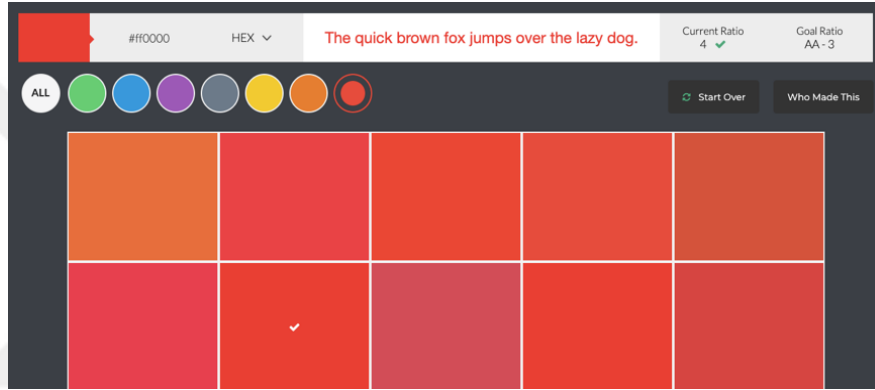 #ff0000
HEX
The quick brown fox jumps over the lazy dog.
Current Ratio
4
Goal Ratio
AA - 3
ALL
Start Over
Who Made This